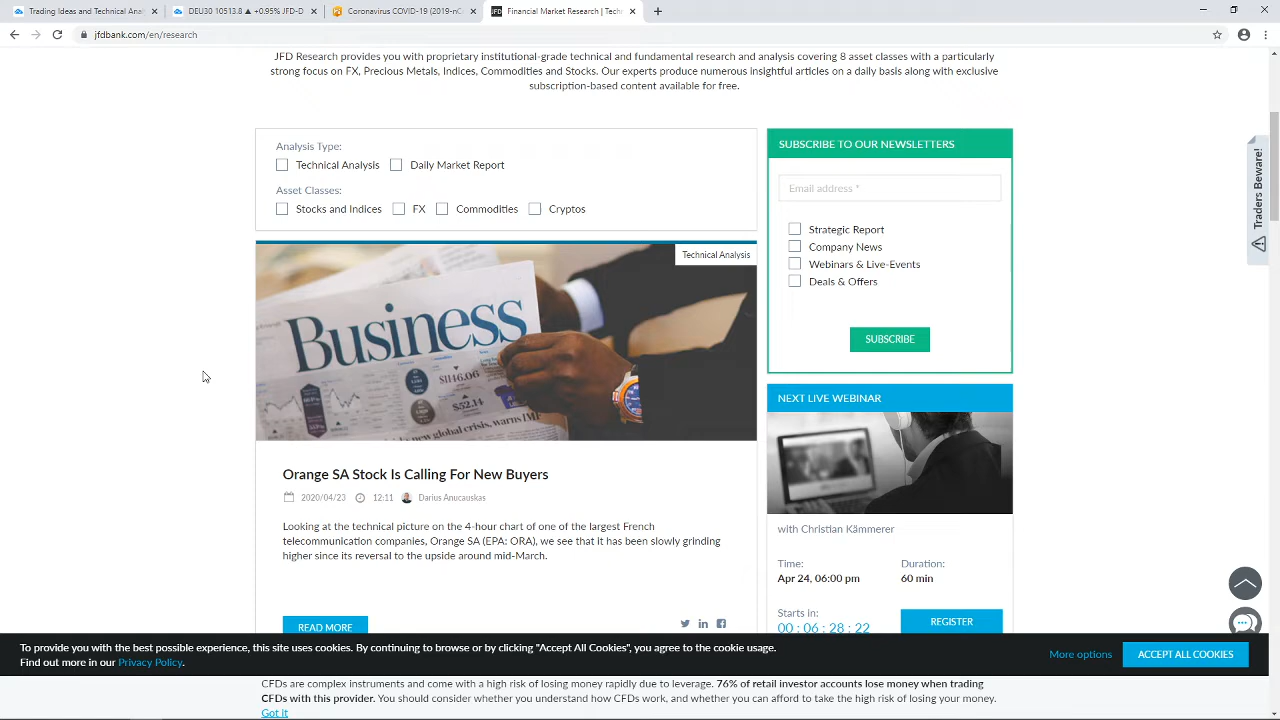 Trading Ideas and Technical Ana
DEU30 10513.8 ▲ +0.95% JFD-D
Coronavirus COVID-19 (2019-nC
JFD Financial Market Research | Tech
jfdbank.com/en/research
JFD Research provides you with proprietary institutional-grade technical and fundamental research and analysis covering 8 asset classes with a particularly
strong focus on FX, Precious Metals, Indices, Commodities and Stocks. Our experts produce numerous insightful articles on a daily basis along with exclusive
subscription-based content available for free.
Analysis Type:
Technical Analysis Daily Market Report
Asset Classes:
Stocks and Indices FX Commodities Cryptos
SUBSCRIBE TO OUR NEWSLETTERS
Email address *
Strategic Report
Company News
Webinars & Live-Events
Deals & Offers
SUBSCRIBE
Traders Beware!
Technical Analysis
Business
$1146.06
$52.14
new global crisis, warns IMF
Orange SA Stock Is Calling For New Buyers
2020/04/23 12:11 Darius Anucauskas
Looking at the technical picture on the 4-hour chart of one of the largest French
telecommunication companies, Orange SA (EPA: ORA), we see that it has been slowly grinding
higher since its reversal to the upside around mid-March.
READ MORE
NEXT LIVE WEBINAR
with Christian Kämmerer
Time: Duration:
Apr 24, 06:00 pm 60 min
Starts in:
00 : 06 : 28 : 22
REGISTER
To provide you with the best possible experience, this site uses cookies. By continuing to browse or by clicking "Accept All Cookies", you agree to the cookie usage.
Find out more in our Privacy Policy.
More options
ACCEPT ALL COOKIES
CFDs are complex instruments and come with a high risk of losing money rapidly due to leverage. 76% of retail investor accounts lose money when trading
CFDs with this provider. You should consider whether you understand how CFDs work, and whether you can afford to take the high risk of losing your money.
Got it